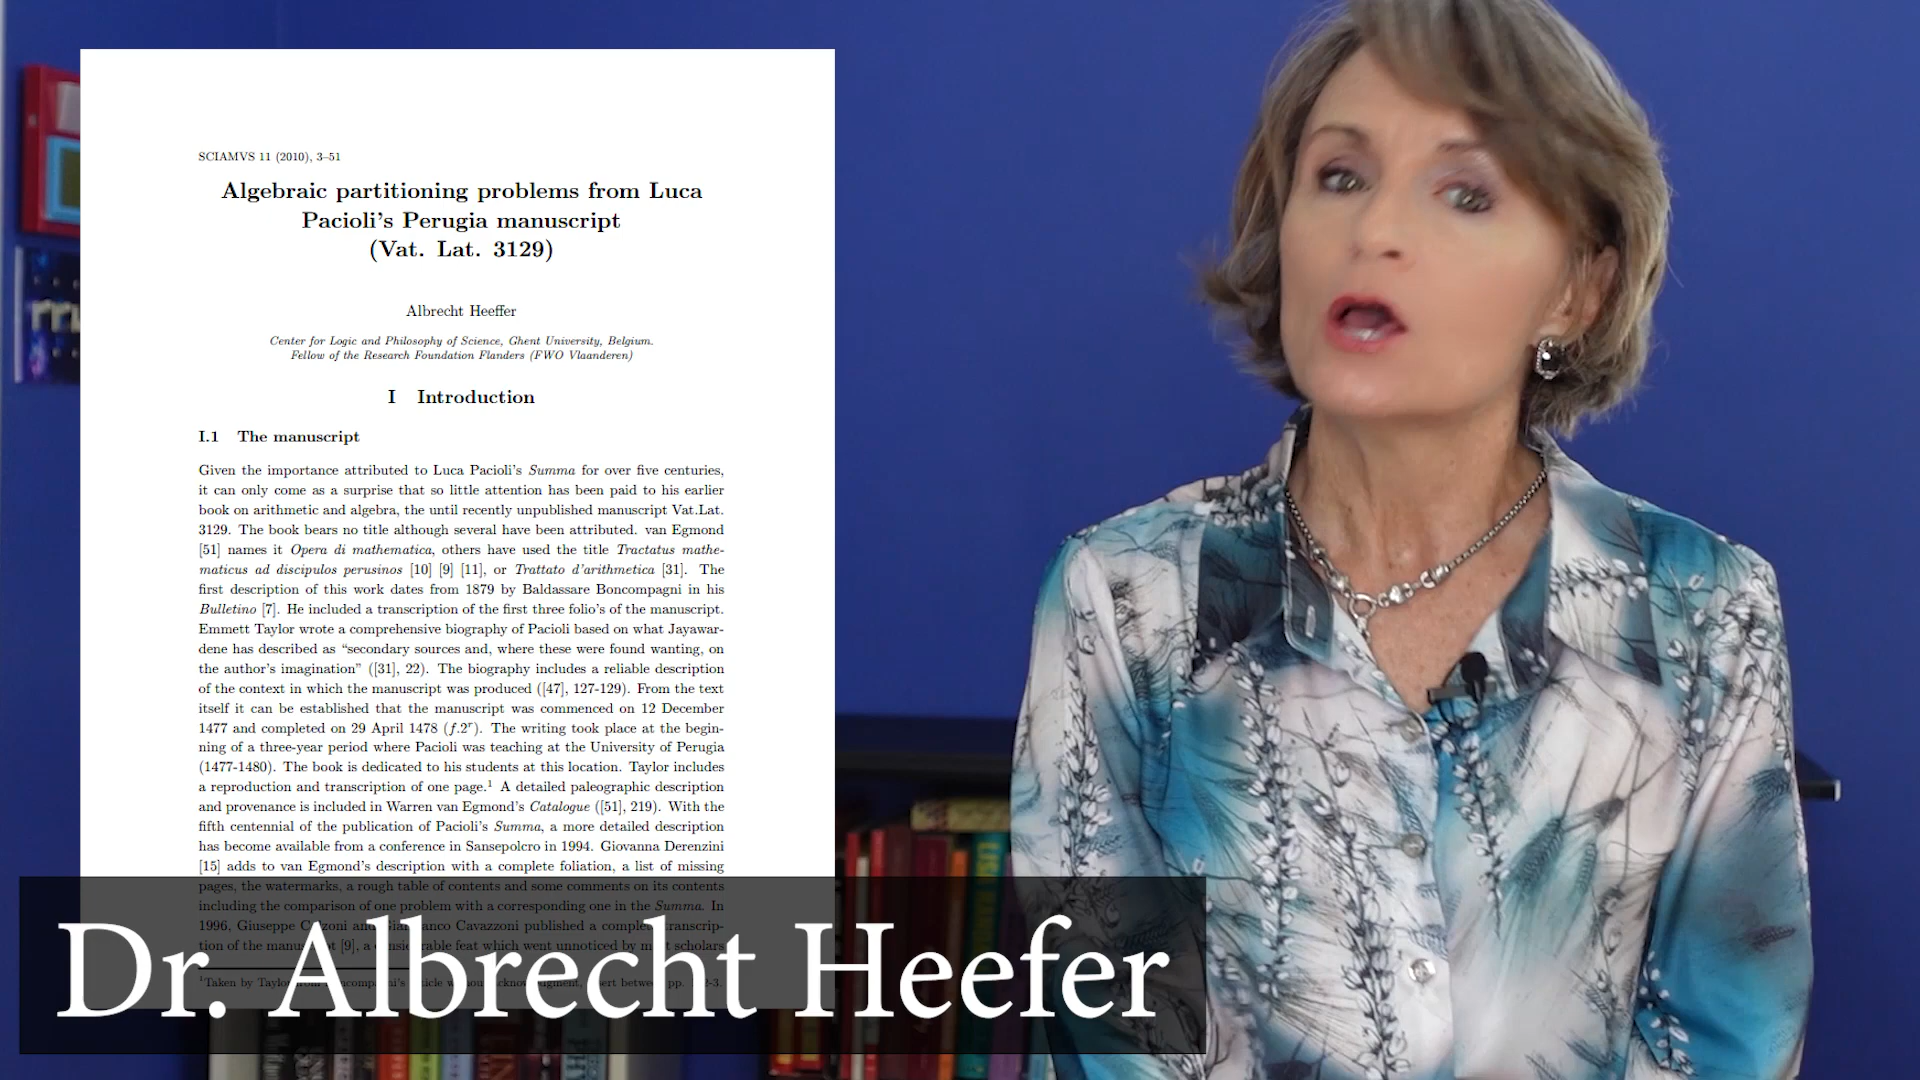 SCIAMVS 11 (2010), 3–51
Algebraic partitioning problems from Luca
Pacioli's Perugia manuscript
(Vat. Lat. 3129)
Albrecht Heeffer
Center for Logic and Philosophy of Science, Ghent University, Belgium.
Fellow of the Research Foundation Flanders (FWO Vlaanderen)
I Introduction
I.1 The manuscript
Given the importance attributed to Luca Pacioli's Summa for over five centuries,
it can only come as a surprise that so little attention has been paid to his earlier
book on arithmetic and algebra, the until recently unpublished manuscript Vat.Lat.
3129. The book bears no title although several have been attributed. van Egmond
[51] names it Opera di mathematica, others have used the title Tractatus mathe-
maticus ad discipulos perusinos [10] [9] [11], or Trattato d'arithmetica [31]. The
first description of this work dates from 1879 by Baldassare Boncompagni in his
Bulletino [7]. He included a transcription of the first three folio's of the manuscript.
Emmett Taylor wrote a comprehensive biography of Pacioli based on what Jayawar-
dene has described as “secondary sources and, where these were found wanting, on
the author's imagination” ([31], 22). The biography includes a reliable description
of the context in which the manuscript was produced ([47], 127-129). From the text
itself it can be established that the manuscript was commenced on 12 December
1477 and completed on 29 April 1478 (f.2r). The writing took place at the begin-
ning of a three-year period where Pacioli was teaching at the University of Perugia
(1477-1480). The book is dedicated to his students at this location. Taylor includes
a reproduction and transcription of one page.1 A detailed paleographic description
and provenance is included in Warren van Egmond's Catalogue ([51], 219). With the
fifth centennial of the publication of Pacioli's Summa, a more detailed description
has become available from a conference in Sansepolcro in 1994. Giovanna Derenzini
[15] adds to van Egmond's description with a complete foliation, a list of missing
pages, the watermarks, a rough table of contents and some comments on its contents
including the comparison of one problem with a corresponding one in the Summa. In
1996, Giuseppe and Cavazzoni published a
tion of the [9], a feat which went unnoticed by scholars
1Taken by pp.
Dr. Albrecht Heefer